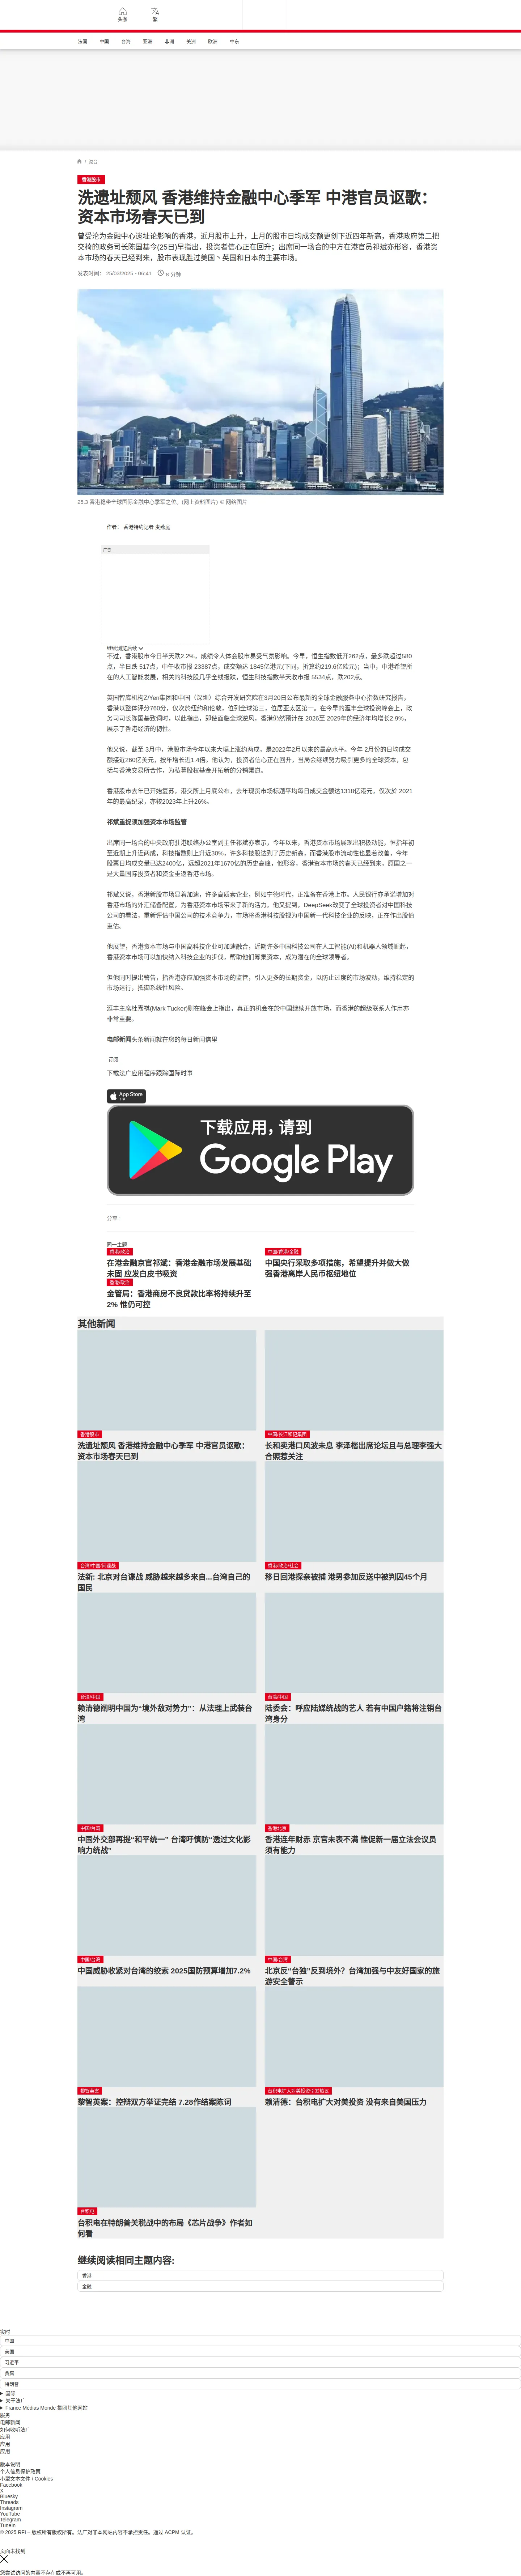 头条
繁
法国
中国
台海
亚洲
非洲
美洲
欧洲
中东
/ 港台
香港股市
洗遗址颓风 香港维持金融中心季军 中港官员讴歌：
资本市场春天已到
曾受沦为金融中心遗址论影响的香港，近月股市上升，上月的股市日均成交额更创下近四年新高，香港政府第二把
交椅的政务司长陈国基今(25日)早指出，投资者信心正在回升；出席同一场合的中方在港官员祁斌亦形容，香港资
本市场的春天已经到来，股市表现胜过美国丶英国和日本的主要市场。
发表时间： 25/03/2025 - 06:41
6 分钟
25.3 香港稳坐全球国际金融中心季军之位。(网上资料图片) © 网络图片
作者： 香港特约记者 麦燕庭
广告
继续浏览后续
不过，香港股市今日半天跌2.2%，成绩令人体会股市易受气氛影响。今早，恒生指数低开262点，最多跌超过580
点，半日跌 517点，中午收市报 23387点，成交额达 1845亿港元(下同，折算约219.6亿欧元)；当中，中港希望所
在的人工智能发展，相关的科技股几乎全线报跌，恒生科技指数半天收市报 5534点，跌202点。
英国智库机构Z/Yen集团和中国（深圳）综合开发研究院在3月20日公布最新的全球金融服务中心指数研究报告，
香港以整体评分760分，仅次於纽约和伦敦，位列全球第三，位居亚太区第一。在今早的滙丰全球投资峰会上，政
务司司长陈国基致词时，以此指出，即使面临全球逆风，香港仍然预计在 2026至 2029年的经济年均增长2.9%，
展示了香港经济的韧性。
他又说，截至 3月中，港股市场今年以来大幅上涨约两成，是2022年2月以来的最高水平。今年 2月份的日均成交
额接近260亿美元，按年增长近1.4倍。他认为，投资者信心正在回升，当局会继续努力吸引更多的全球资本，包
括与香港交易所合作，为私募股权基金开拓新的分销渠道。
香港股市去年已开始复苏，港交所上月底公布，去年现货市场标题平均每日成交金额达1318亿港元，仅次於 2021
年的最高纪录，亦较2023年上升26%。
祁斌重提须加强资本市场监管
出席同一场合的中央政府驻港联络办公室副主任祁斌亦表示，今年以来，香港资本市场展现出积极动能，恒指年初
至近期上升近两成，科技指数则上升近30%，许多科技股达到了历史新高，而香港股市流动性也显着改善，今年
股票日均成交量已达2400亿，远超2021年1670亿的历史高峰，他形容，香港资本市场的春天已经到来，原因之一
是大量国际投资者和资金重返香港市场。
祁斌又说，香港新股市场显着加速，许多高质素企业，例如宁德时代，正准备在香港上市。人民银行亦承诺增加对
香港市场的外汇储备配置，为香港资本市场带来了新的活力。他又提到，DeepSeek改变了全球投资者对中国科技
公司的看法，重新评估中国公司的技术竞争力，市场将香港科技股视为中国新一代科技企业的反映，正在作出股值
重估。
他展望，香港资本市场与中国高科技企业可加速融合，近期许多中国科技公司在人工智能(AI)和机器人领域崛起，
香港资本市场可以加快纳入科技企业的步伐，帮助他们筹集资本，成为潜在的全球领导者。
但他同时提出警告，指香港亦应加强资本市场的监管，引入更多的长期资金，以防止过度的市场波动，维持稳定的
市场运行，抵御系统性风险。
滙丰主席杜嘉祺(Mark Tucker)则在峰会上指出，真正的机会在於中国继续开放市场，而香港的超级联系人作用亦
非常重要。
电邮新闻头条新闻就在您的每日新闻信里
订阅
下载法广应用程序跟踪国际时事
App Store
下载应用，请到
Google Play
分享 :
同一主题
香港/政治
在港金融京官祁斌：香港金融市场发展基础
未固 应发白皮书吸资
中国/香港/金融
中国央行采取多项措施，希望提升并做大做
强香港离岸人民币枢纽地位
香港/政治
金管局：香港商房不良贷款比率将持续升至
2% 惟仍可控
其他新闻
香港股市
洗遗址颓风 香港维持金融中心季军 中港官员讴歌：
资本市场春天已到
中国/长江和记集团
长和卖港口风波未息 李泽楷出席论坛且与总理李强大
合照惹关注
台湾/中国/间谍战
法新: 北京对台谍战 威胁越来越多来自...台湾自己的
国民
香港/政治/社会
移日回港探亲被捕 港男参加反送中被判囚45个月
台湾/中国
赖清德阐明中国为“境外敌对势力“：从法理上武装台
湾
台湾/中国
陆委会：呼应陆媒统战的艺人 若有中国户籍将注销台
湾身分
中国/台湾
中国外交部再提“和平统一“ 台湾吁慎防“透过文化影
响力统战“
香港北京
香港连年财赤 京官未表不满 惟促新一届立法会议员
须有能力
中国/台湾
中国威胁收紧对台湾的绞索 2025国防预算增加7.2%
中国/台湾
北京反“台独”反到境外？台湾加强与中友好国家的旅
游安全警示
黎智英案
黎智英案：控辩双方举证完结 7.28作结案陈词
台积电扩大对美投资引发热议
赖清德：台积电扩大对美投资 没有来自美国压力
台积电
台积电在特朗普关税战中的布局《芯片战争》作者如
何看
继续阅读相同主题内容:
香港
金融
实时
中国
美国
习近平
贵腐
特朗普
国际
关于法广
France Médias Monde 集团其他网站
服务
电邮新闻
如何收听法广
应用
应用
应用
版本说明
个人信息保护政策
小型文本文件 / Cookies
Facebook
X
Bluesky
Threads
Instagram
YouTube
Telegram
TuneIn
© 2025 RFI – 版权所有版权所有。法广对非本网站内容不承担责任。通过 ACPM 认证。
页面未找到
您尝试访问的内容不存在或不再可用。